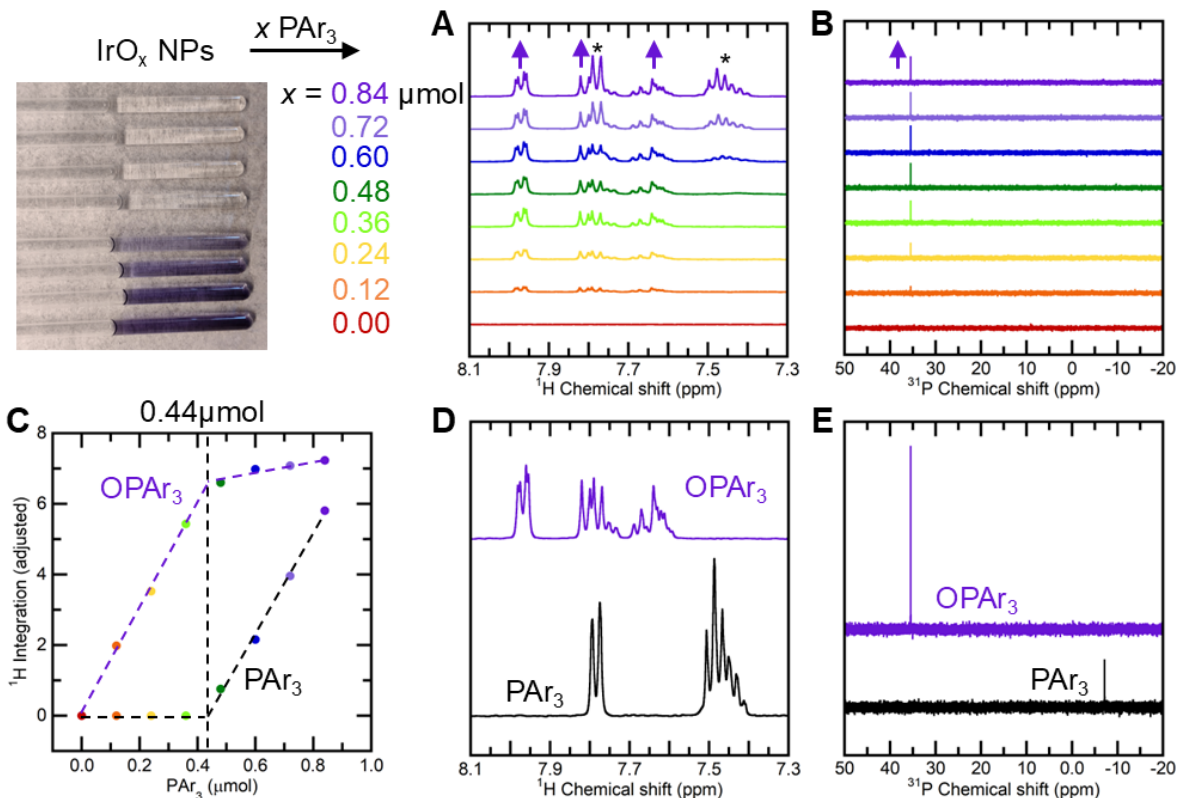 IrOₓ NPs
x PAr₃
x = 0.84 μmol
0.72
0.60
0.48
0.36
0.24
0.12
0.00
A
*
*
8.1 7.9 7.7 7.5 7.3
¹H Chemical shift (ppm)
B
50 40 30 20 10 0 -10 -20
³¹P Chemical shift (ppm)
C
0.44μmol
8
6
4
2
0
¹H Integration (adjusted)
OPAr₃
PAr₃
0.0 0.2 0.4 0.6 0.8 1.0
PAr₃ (μmol)
D
OPAr₃
PAr₃
8.1 7.9 7.7 7.5 7.3
¹H Chemical shift (ppm)
E
OPAr₃
PAr₃
50 40 30 20 10 0.0 -10 -20
³¹P Chemical shift (ppm)